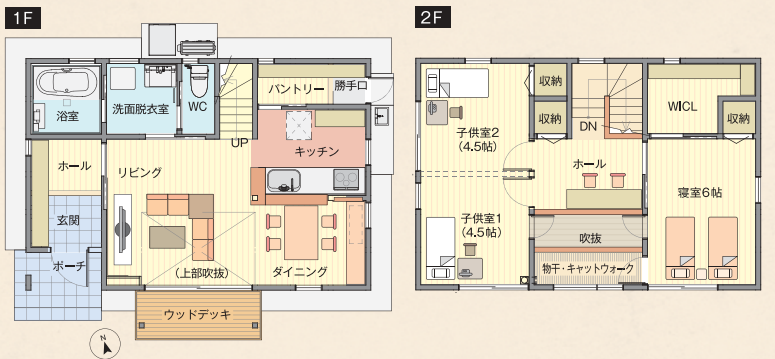 1F
浴室
洗面脱衣室
WC
UP
パントリー
勝手口
キッチン
ホール
リビング
玄関
ポーチ
(上部吹抜)
ダイニング
ウッドデッキ
N
2F
収納
収納
DN
WICL
収納
子供室2
(4.5帖)
ホール
寝室6帖
子供室1
(4.5帖)
吹抜
物干・キャットウォーク